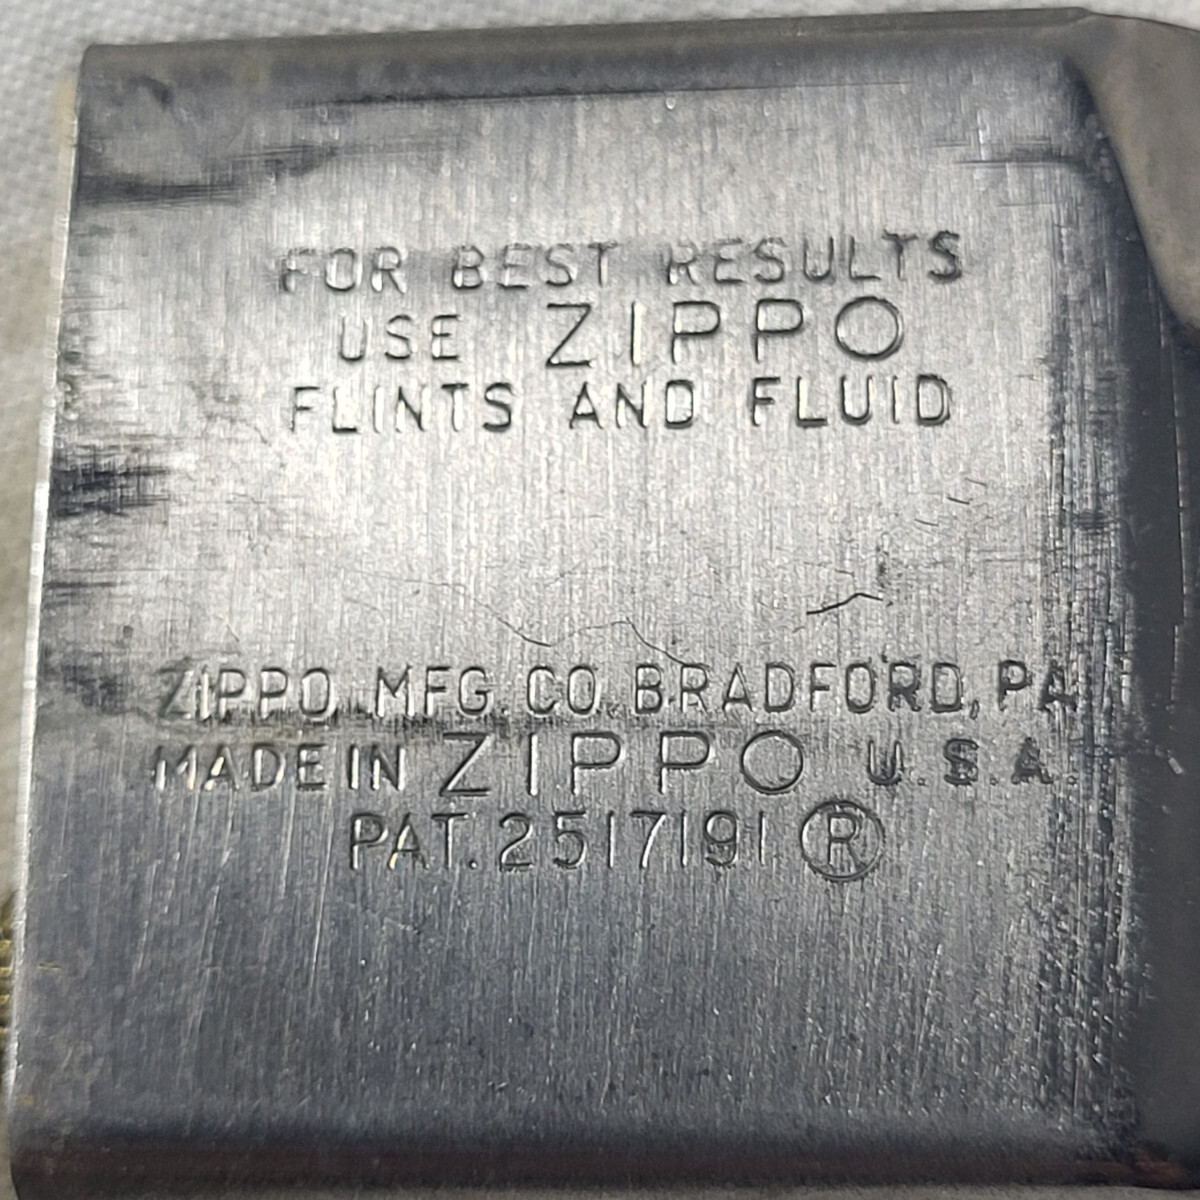 FOR BEST RESULTS
USE ZIPPO
FLINTS AND FLUID
ZIPPO MFG. CO. BRADFORD, PA
MADE IN ZIPPO U.S.A.
PAT. 2517191 ®